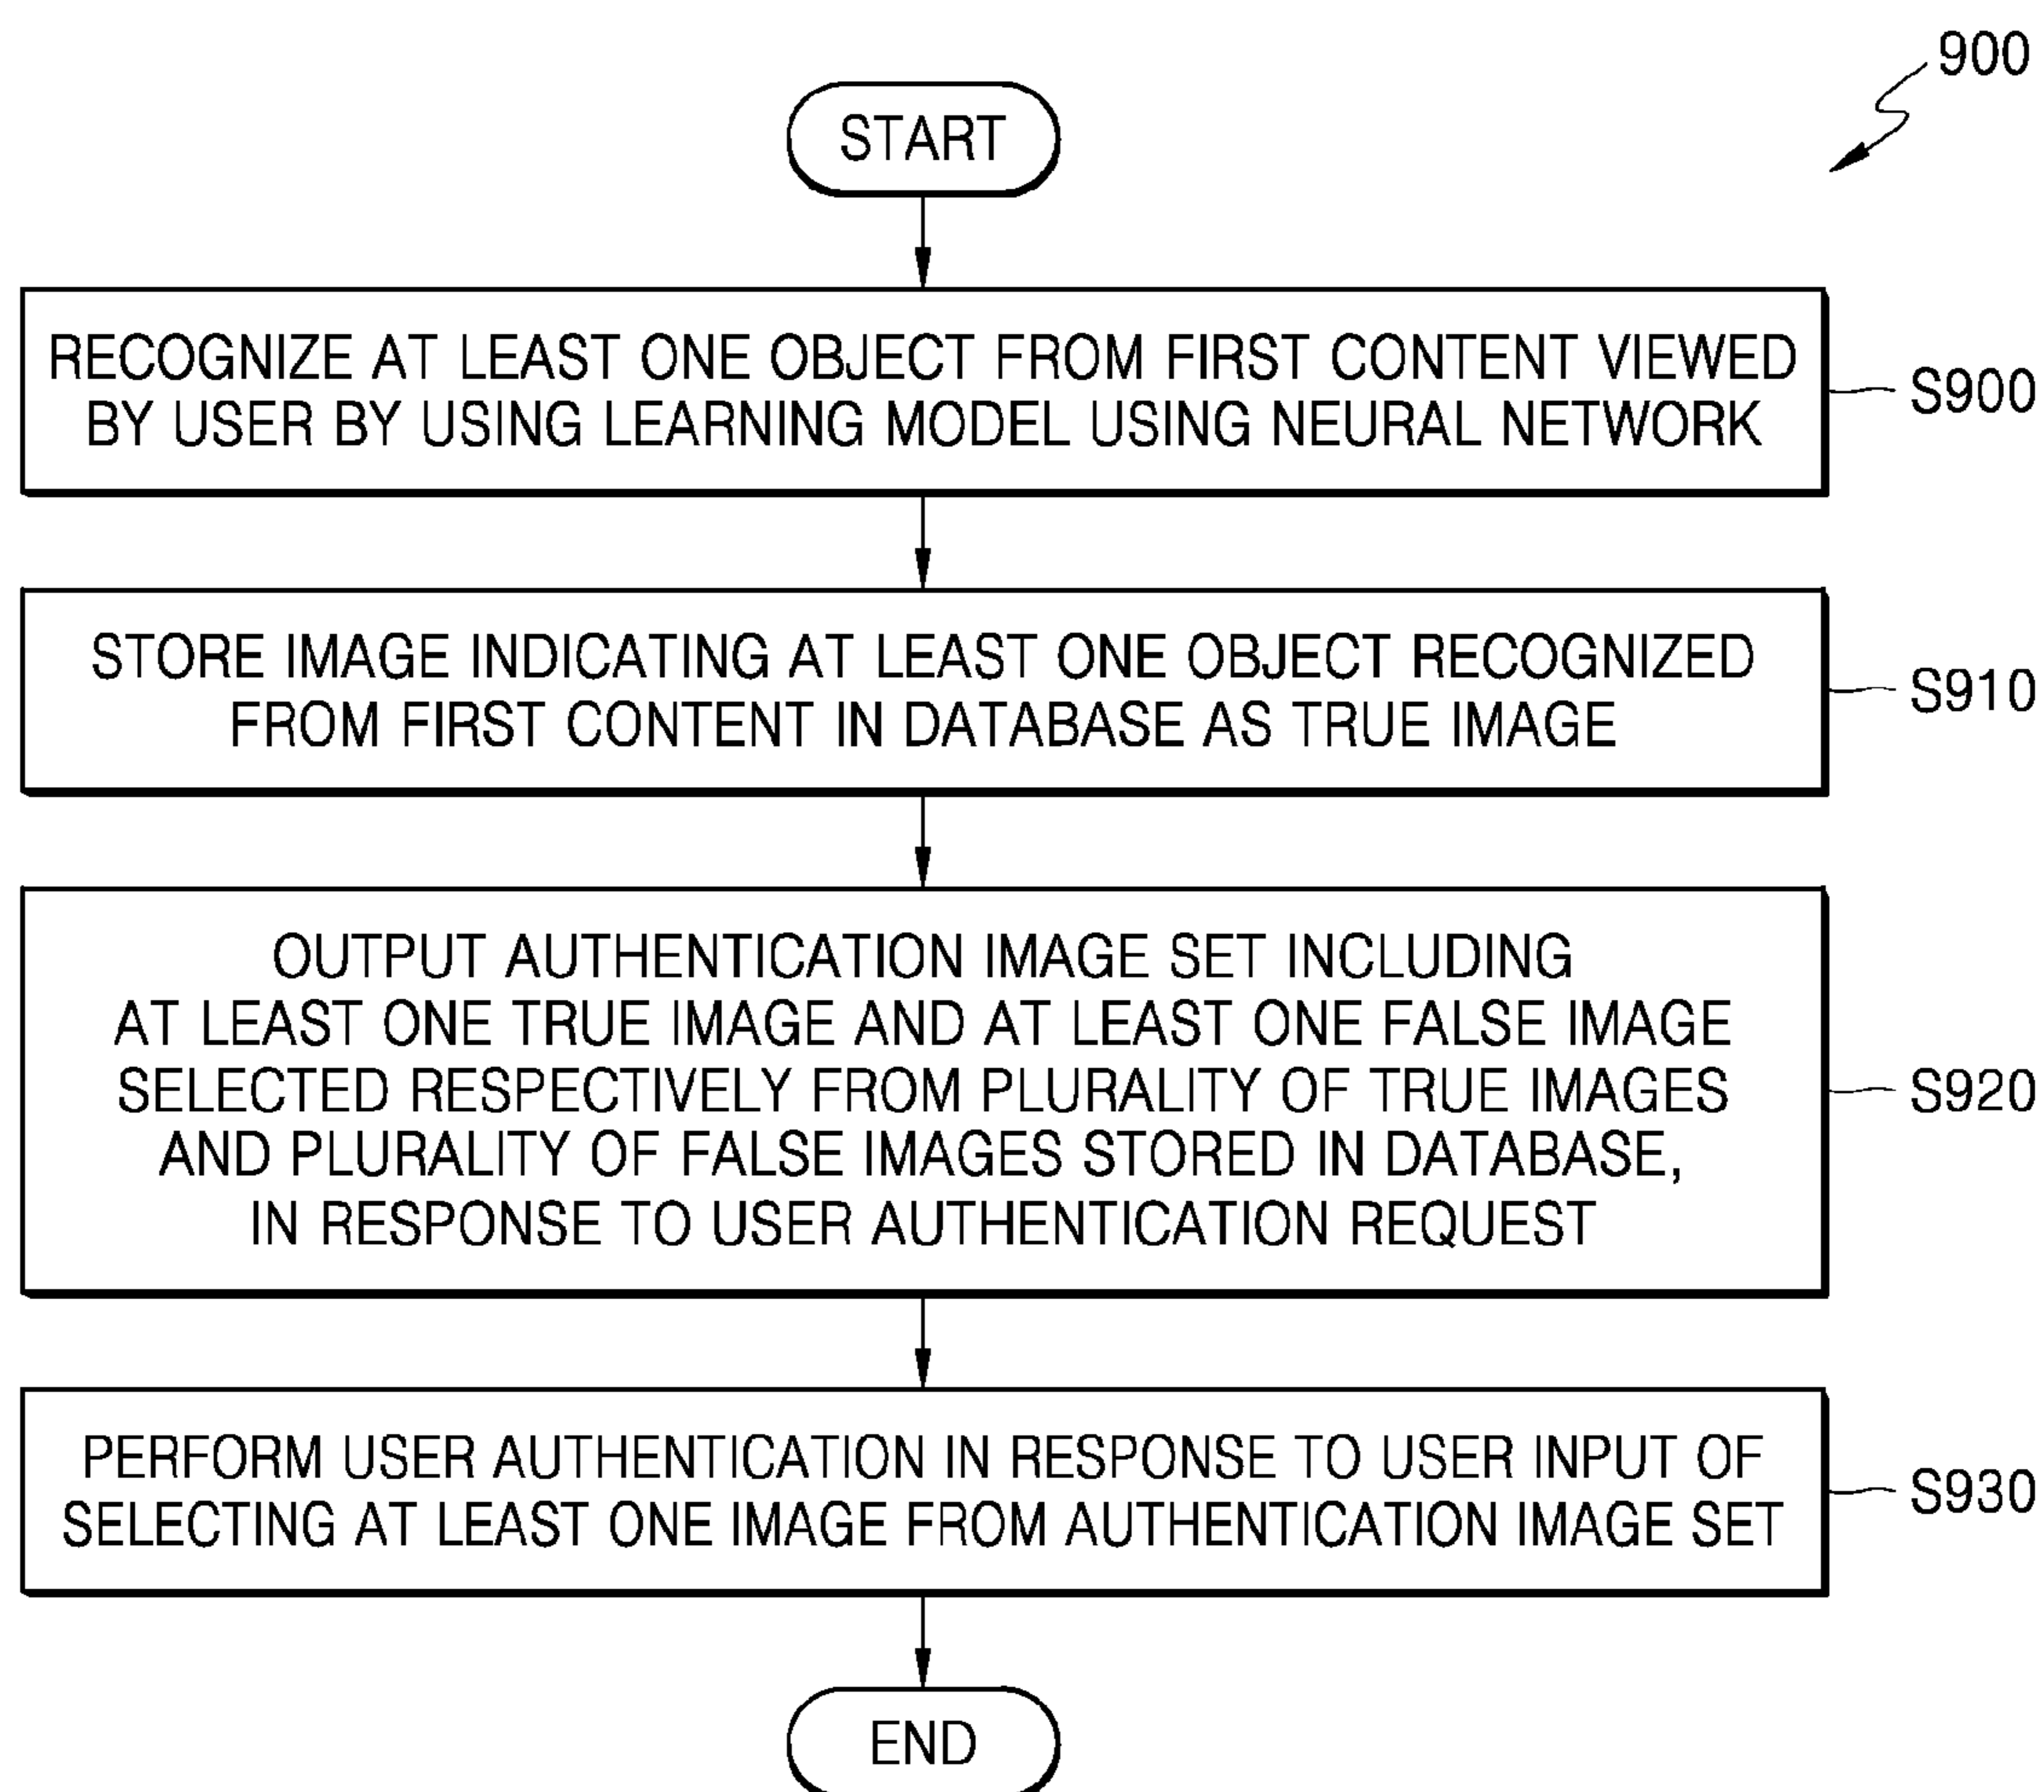 900
START
RECOGNIZE AT LEAST ONE OBJECT FROM FIRST CONTENT VIEWED
BY USER BY USING LEARNING MODEL USING NEURAL NETWORK
S900
STORE IMAGE INDICATING AT LEAST ONE OBJECT RECOGNIZED
FROM FIRST CONTENT IN DATABASE AS TRUE IMAGE
S910
OUTPUT AUTHENTICATION IMAGE SET INCLUDING
AT LEAST ONE TRUE IMAGE AND AT LEAST ONE FALSE IMAGE
SELECTED RESPECTIVELY FROM PLURALITY OF TRUE IMAGES
AND PLURALITY OF FALSE IMAGES STORED IN DATABASE,
IN RESPONSE TO USER AUTHENTICATION REQUEST
S920
PERFORM USER AUTHENTICATION IN RESPONSE TO USER INPUT OF
SELECTING AT LEAST ONE IMAGE FROM AUTHENTICATION IMAGE SET
S930
END